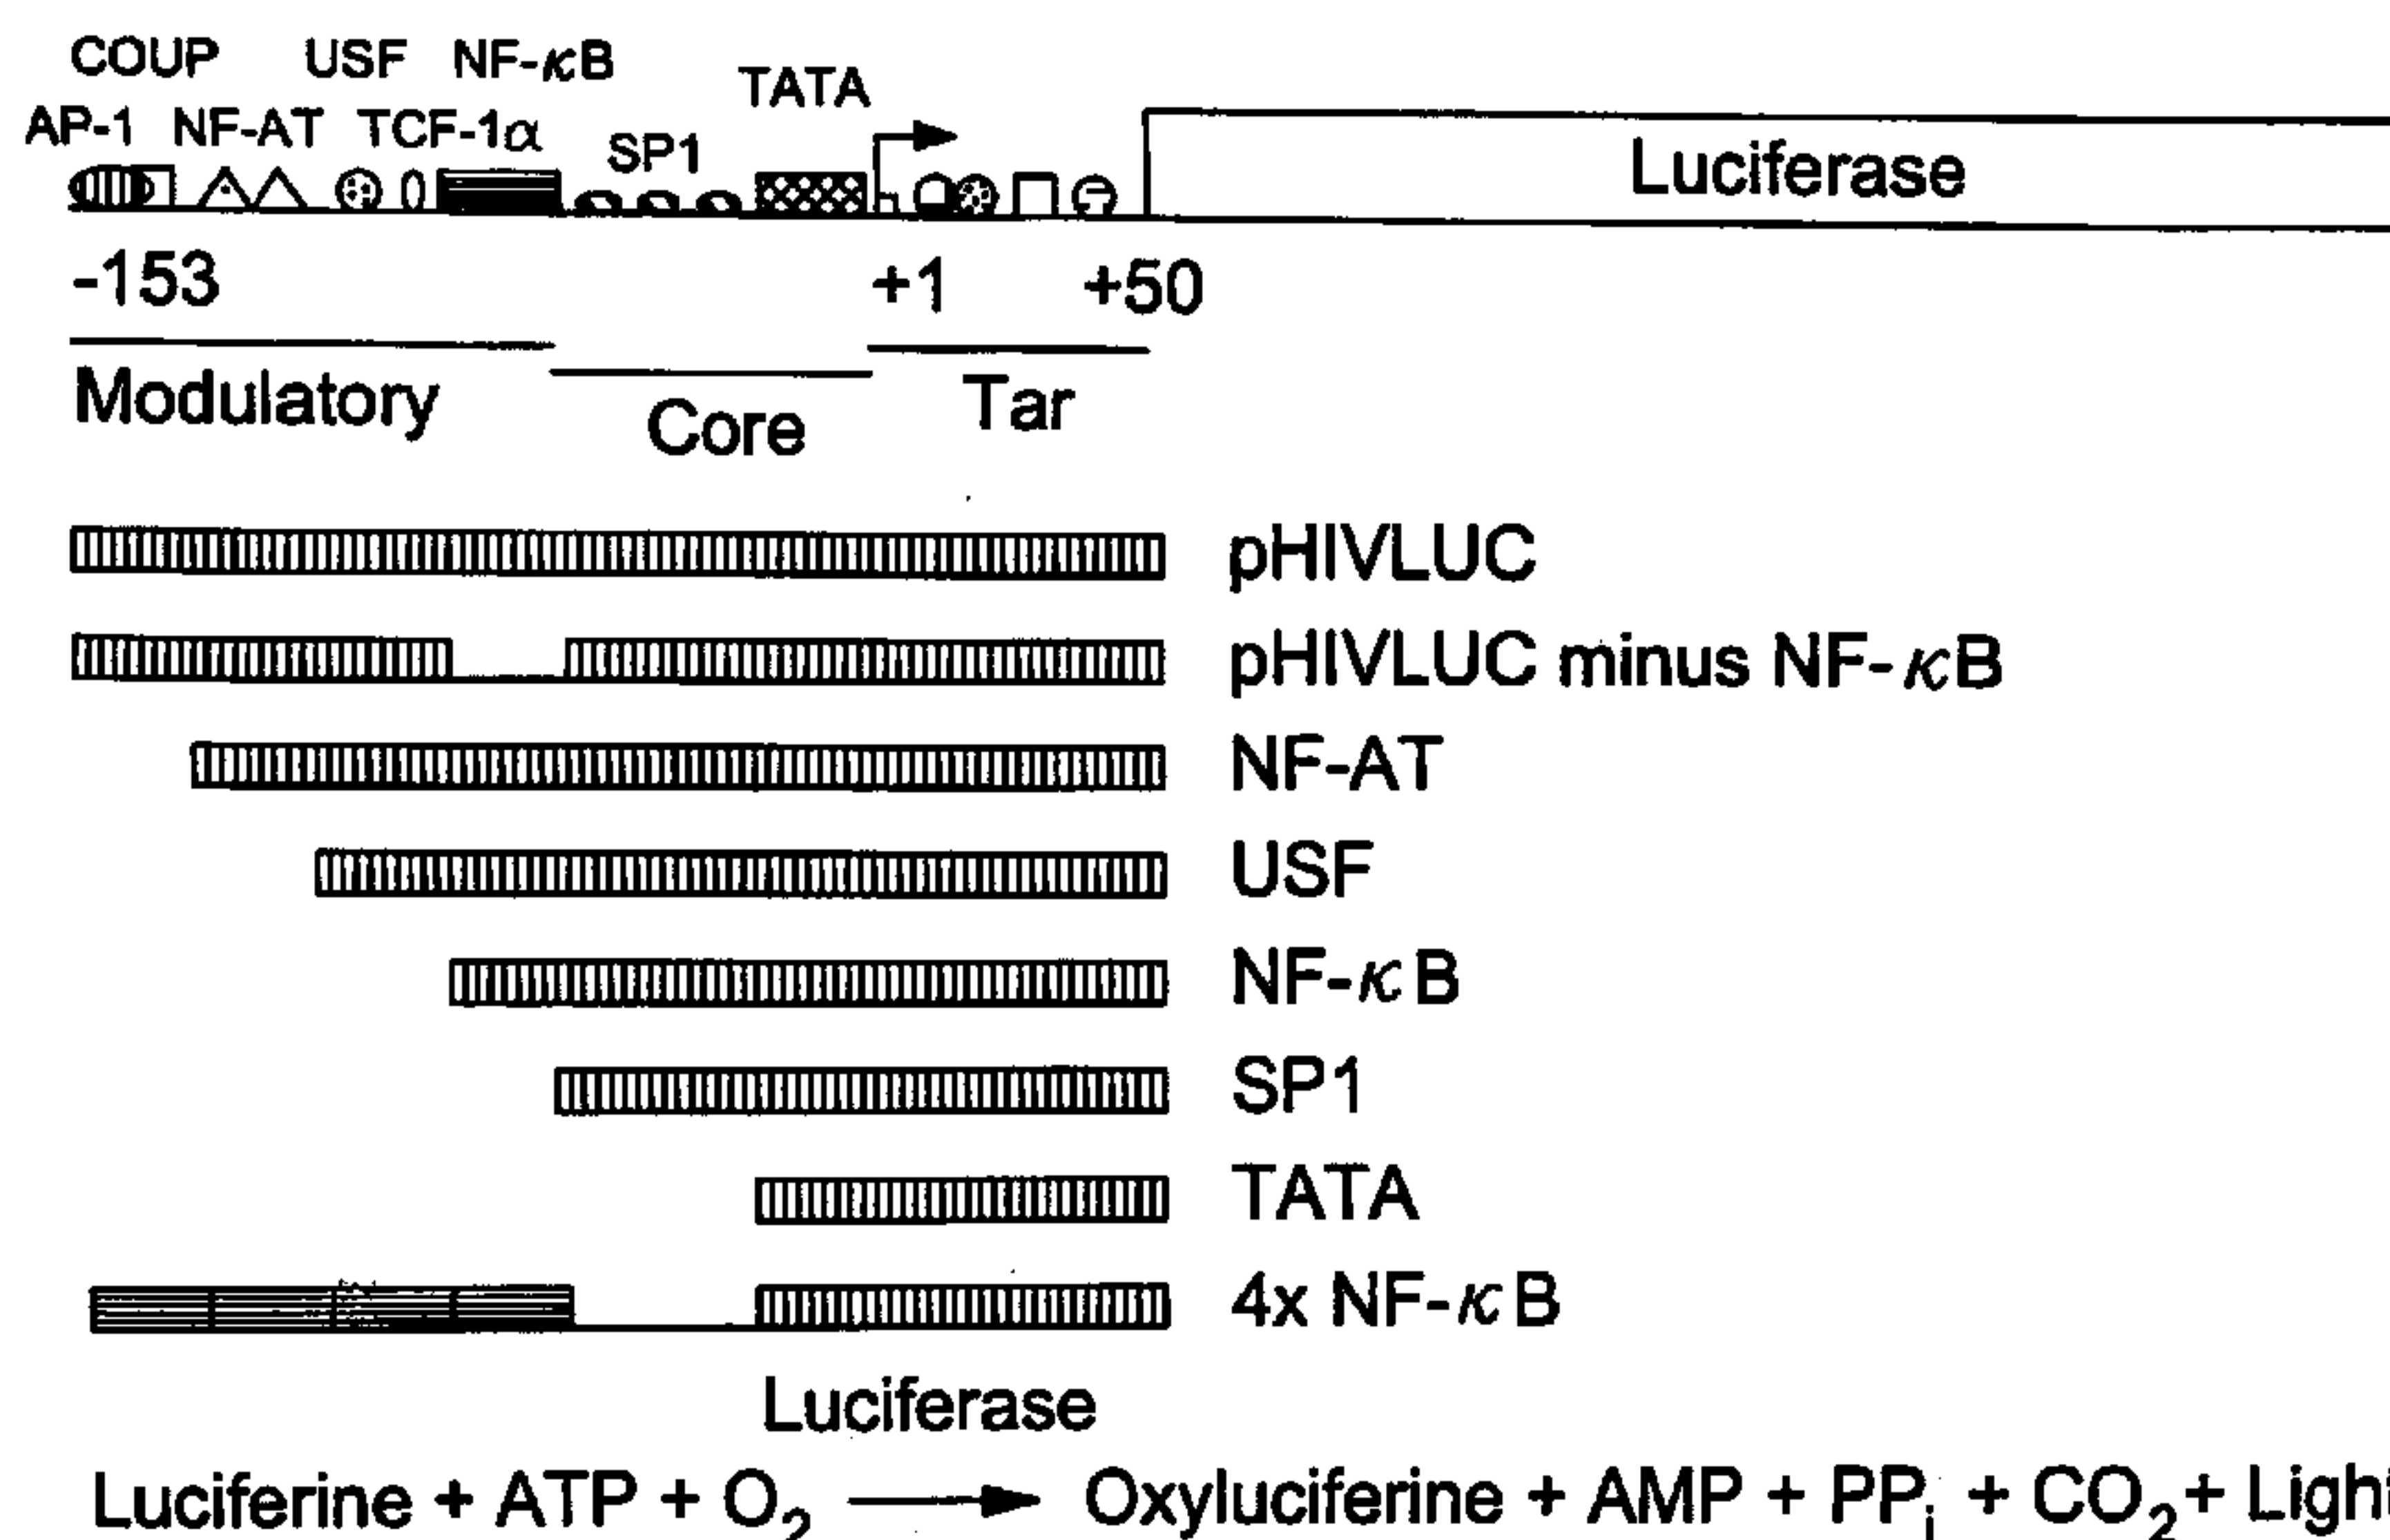 COUP USF NF-κB TATA
AP-1 NF-AT TCF-1α SP1
Luciferase
-153 +1 +50
Modulatory Core Tar
pHIVLUC
pHIVLUC minus NF-κB
NF-AT
USF
NF-κB
SP1
TATA
4x NF-κB
Luciferase
Luciferine + ATP + O₂ → Oxyluciferine + AMP + PPᵢ + CO₂ +